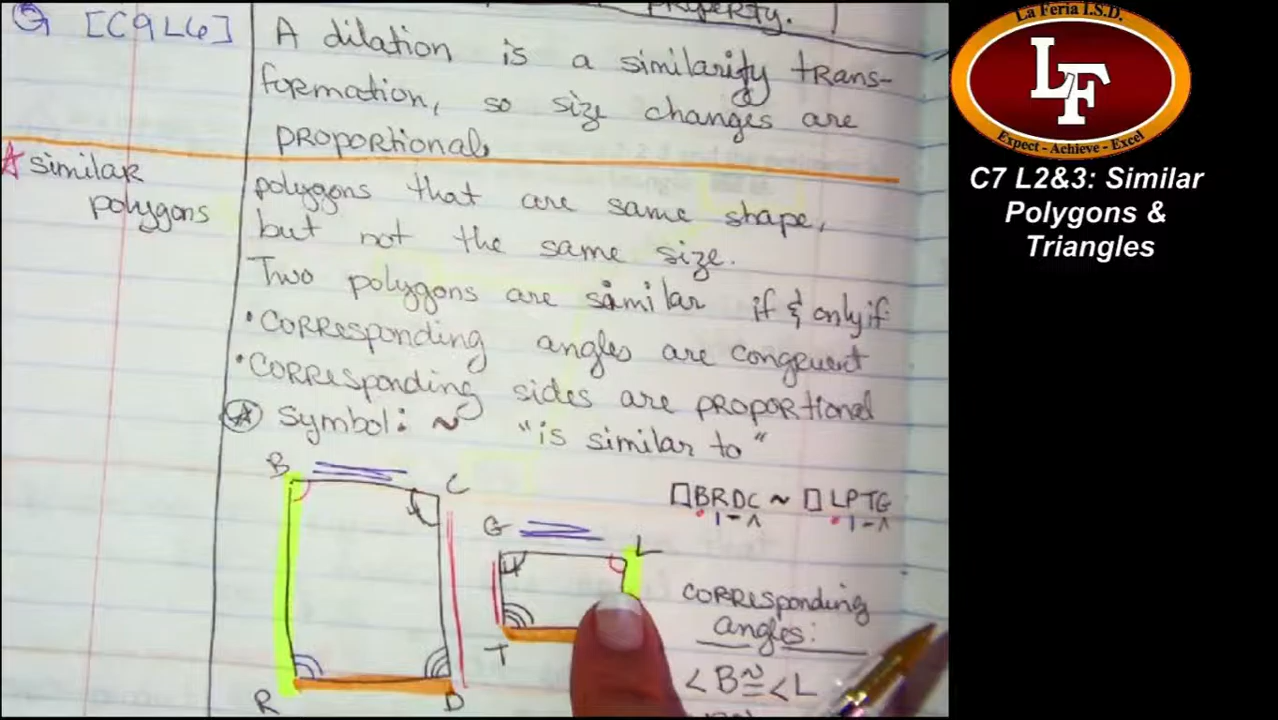 property.
G [C9L6]
A dilation is a similarity trans-
formation, so size changes are
proportional.
Similar
polygons
polygons that are same shape,
but not the same size.
Two polygons are similar if & only if:
• Corresponding angles are congruent
• Corresponding sides are proportional
Symbol: ~ "is similar to"
B C
G L
T
R D
□BRDC ~ □LPTG
Corresponding
angles:
<B ≅ <L
La Feria I.S.D.
LF
Expect - Achieve - Excel
C7 L2&3: Similar
Polygons &
Triangles